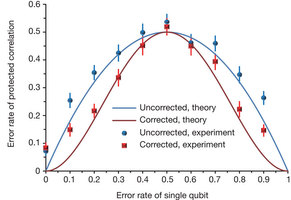 0.6
0.5
0.4
0.3
0.2
0.1
0
Error rate of protected correlation
Uncorrected, theory
Corrected, theory
Uncorrected, experiment
Corrected, experiment
0 0.1 0.2 0.3 0.4 0.5 0.6 0.7 0.8 0.9 1
Error rate of single qubit